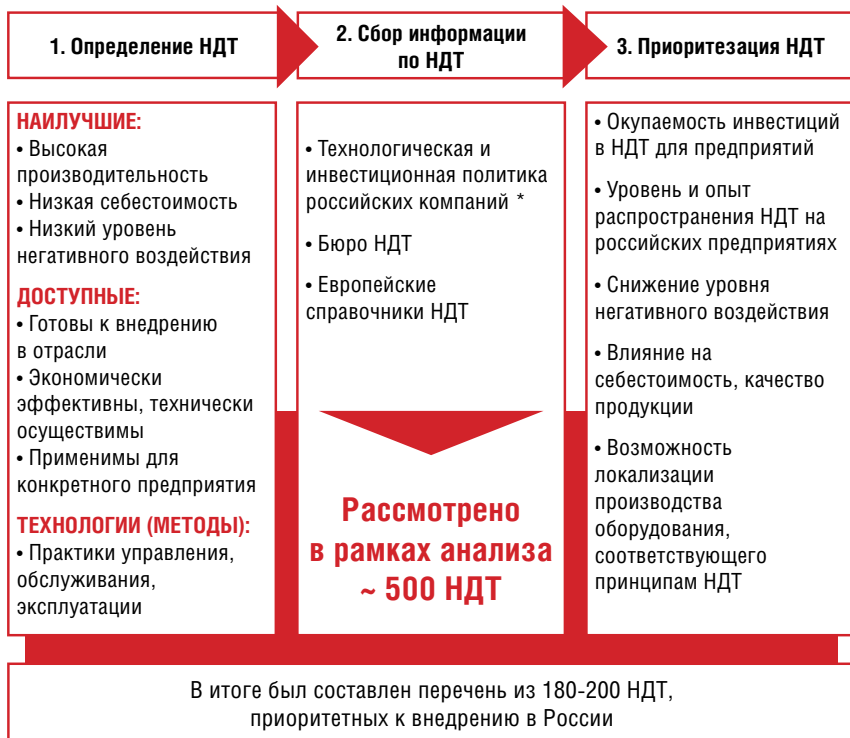 1. Определение НДТ
2. Сбор информации
по НДТ
3. Приоритезация НДТ
НАИЛУЧШИЕ:
• Высокая
производительность
• Низкая себестоимость
• Низкий уровень
негативного воздействия
ДОСТУПНЫЕ:
• Готовы к внедрению
в отрасли
• Экономически
эффективны, технически
осуществимы
• Применимы для
конкретного предприятия
ТЕХНОЛОГИИ (МЕТОДЫ):
• Практики управления,
обслуживания,
эксплуатации
• Технологическая и
инвестиционная политика
российских компаний *
• Бюро НДТ
• Европейские
справочники НДТ
Рассмотрено
в рамках анализа
~ 500 НДТ
• Окупаемость инвестиций
в НДТ для предприятий
• Уровень и опыт
распространения НДТ на
российских предприятиях
• Снижение уровня
негативного воздействия
• Влияние на
себестоимость, качество
продукции
• Возможность
локализации
производства
оборудования,
соответствующего
принципам НДТ
В итоге был составлен перечень из 180-200 НДТ,
приоритетных к внедрению в России